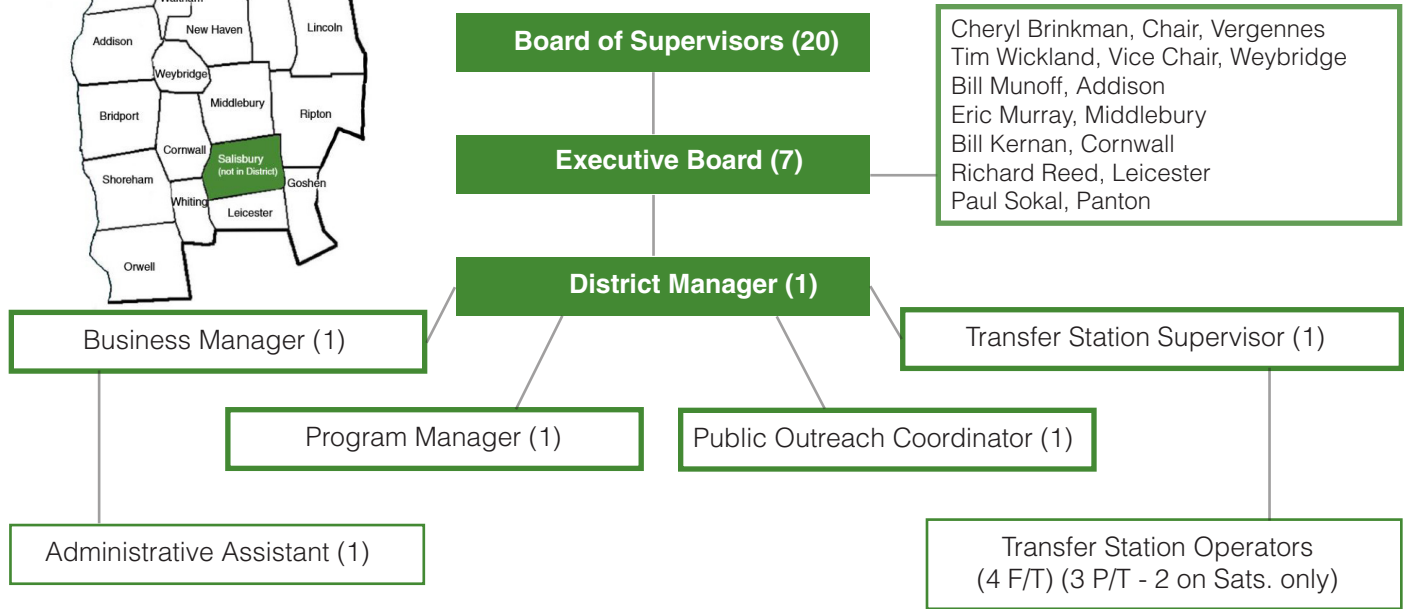 Waltham
Addison
New Haven
Lincoln
Weybridge
Bridport
Middlebury
Ripton
Cornwall
Salisbury
(not in District)
Shoreham
Goshen
Whiting
Leicester
Orwell
Board of Supervisors (20)
Executive Board (7)
Cheryl Brinkman, Chair, Vergennes
Tim Wickland, Vice Chair, Weybridge
Bill Munoff, Addison
Eric Murray, Middlebury
Bill Kernan, Cornwall
Richard Reed, Leicester
Paul Sokal, Panton
District Manager (1)
Business Manager (1)
Transfer Station Supervisor (1)
Program Manager (1)
Public Outreach Coordinator (1)
Administrative Assistant (1)
Transfer Station Operators
(4 F/T) (3 P/T - 2 on Sats. only)